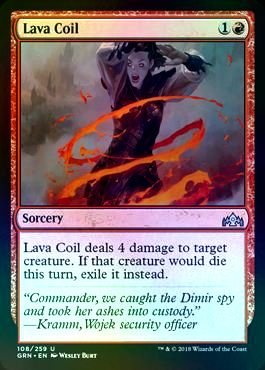 Lava Coil 1
Sorcery
Lava Coil deals 4 damage to target
creature. If that creature would die
this turn, exile it instead.
“Commander, we caught the Dimir spy
and took her ashes into custody.”
—Kramm, Wojek security officer
108/259 U
GRN • EN Wesley Burt
™ & © 2018 Wizards of the Coast